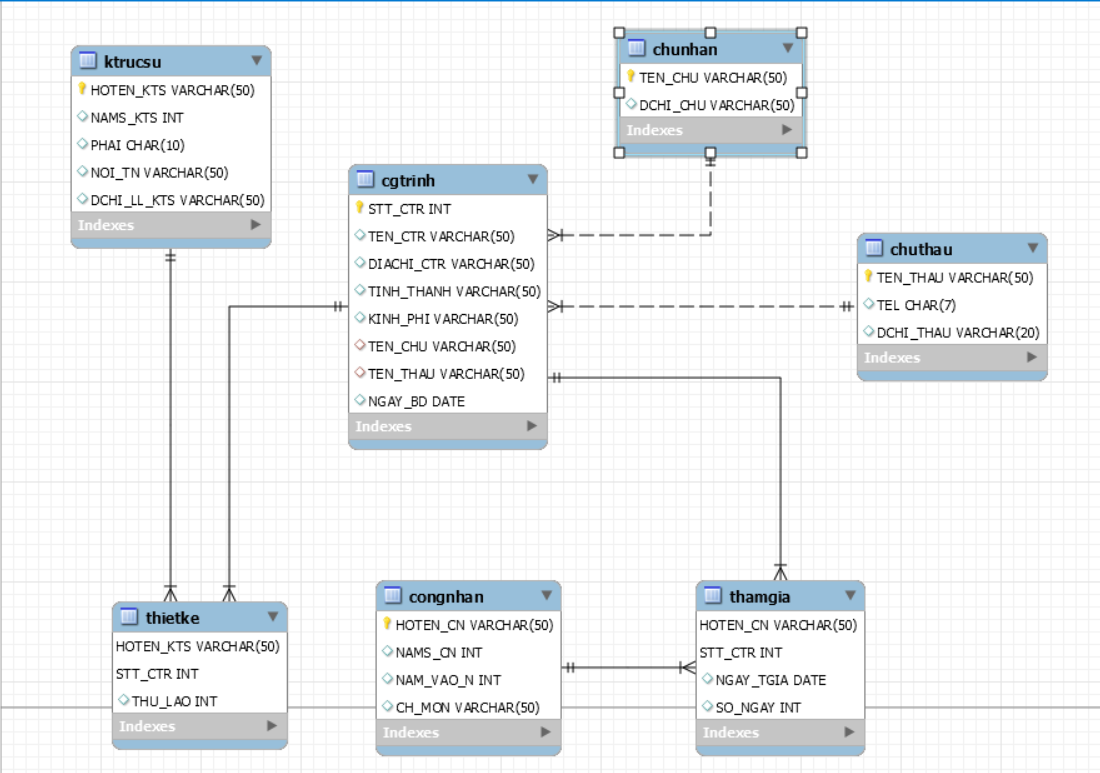 ktrucsu
HOTEN_KTS VARCHAR(50)
NAMS_KTS INT
PHAI CHAR(10)
NOI_TN VARCHAR(50)
DCHI_LL_KTS VARCHAR(50)
Indexes
chunhan
TEN_CHU VARCHAR(50)
DCHI_CHU VARCHAR(50)
Indexes
cgtrinh
STT_CTR INT
TEN_CTR VARCHAR(50)
DIACHI_CTR VARCHAR(50)
TINH_THANH VARCHAR(50)
KINH_PHI VARCHAR(50)
TEN_CHU VARCHAR(50)
TEN_THAU VARCHAR(50)
NGAY_BD DATE
Indexes
chuthau
TEN_THAU VARCHAR(50)
TEL CHAR(7)
DCHI_THAU VARCHAR(20)
Indexes
thietke
HOTEN_KTS VARCHAR(50)
STT_CTR INT
THU_LAO INT
Indexes
congnhan
HOTEN_CN VARCHAR(50)
NAMS_CN INT
NAM_VAO_N INT
CH_MON VARCHAR(50)
Indexes
thamgia
HOTEN_CN VARCHAR(50)
STT_CTR INT
NGAY_TGIA DATE
SO_NGAY INT
Indexes